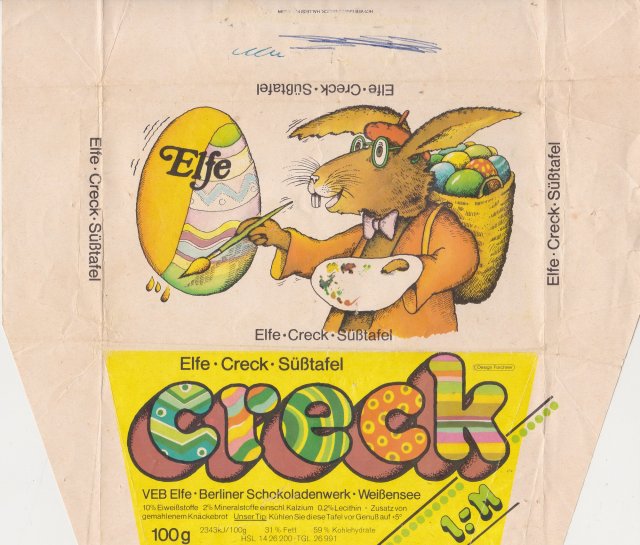 Elfe·Creck·Süßtafel
Elfe
Elfe·Creck·Süßtafel
Elfe·Creck·Süßtafel
Elfe·Creck·Süßtafel
Elfe·Creck·Süßtafel
Design Forchner
creck
VEB Elfe·Berliner Schokoladenwerk·Weißensee
10% Eiweißstoffe 2% Mineralstoffe einschl Kalzium 0,2% Lecithin · Zusatz von
gemahlenem Knäckebrot Unser Tip: Kühlen Sie diese Tafel vor Genuß auf +5°
100g 2343kJ/100g 31% Fett 59% Kohlehydrate
HSL 14 26 200 · TGL 26 991
1.-M